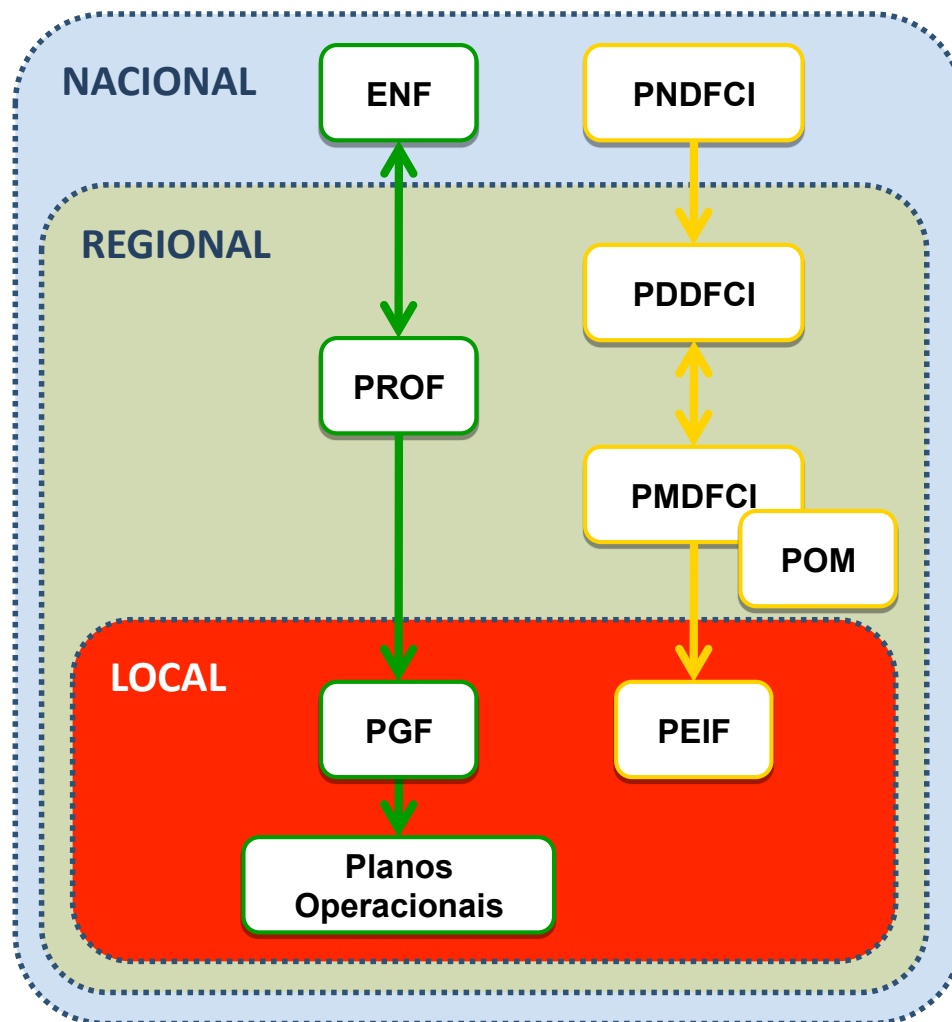 NACIONAL
ENF
PNDFCI
REGIONAL
PDDFCI
PROF
PMDFCI
POM
LOCAL
PGF
PEIF
Planos
Operacionais